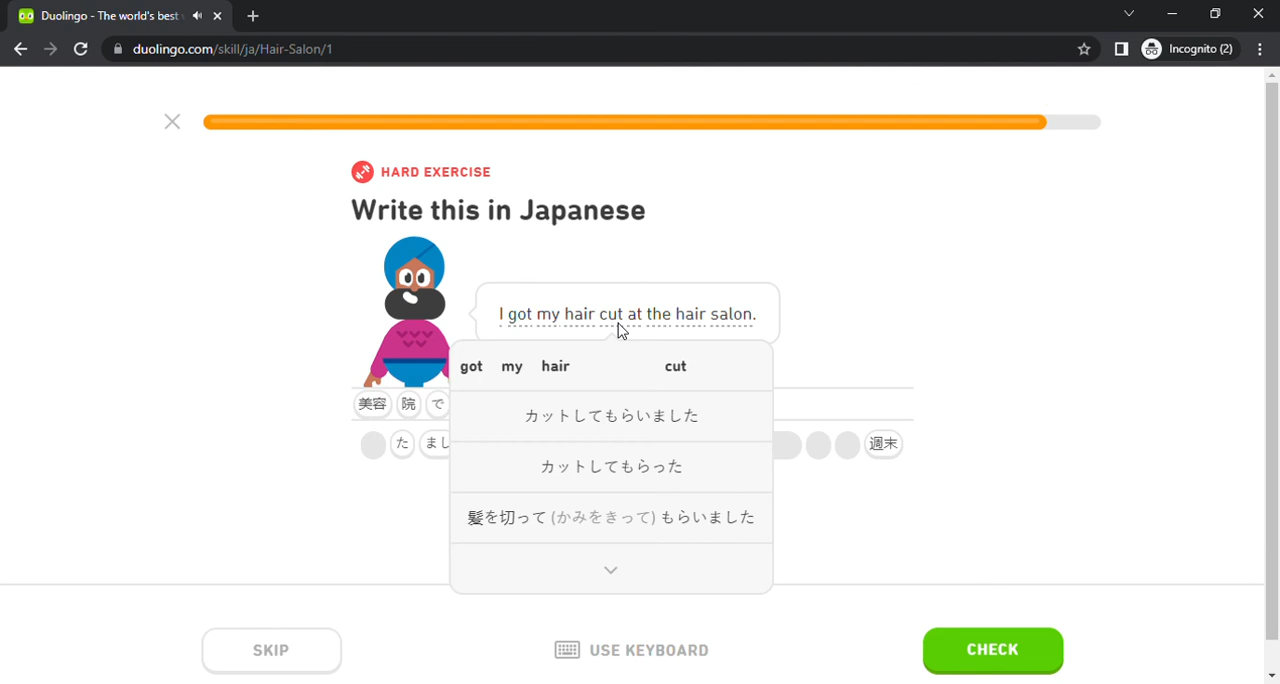 Duolingo - The world's best
duolingo.com/skill/ja/Hair-Salon/1
Incognito (2)
HARD EXERCISE
Write this in Japanese
I got my hair cut at the hair salon.
got my hair cut
カットしてもらいました
カットしてもらった
髪を切って (かみをきって) もらいました
美容 院 で
た まし 週末
SKIP
USE KEYBOARD
CHECK